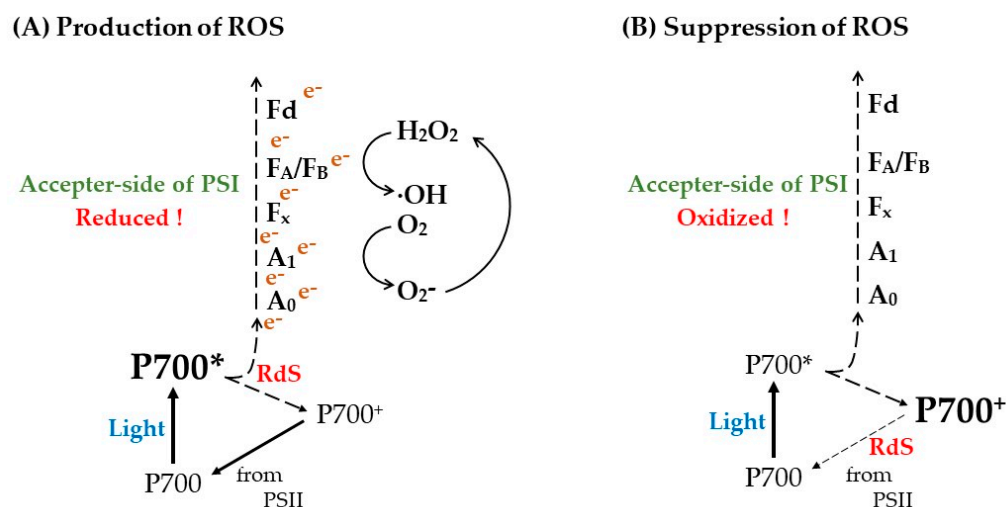 (A) Production of ROS
Fd e-
e-
FA/FB e-
e-
Fx
e-
A1 e-
e-
A0 e-
e-
Accepter-side of PSI
Reduced !
H2O2
·OH
O2
O2-
P700*
RdS
P700+
Light
P700
from
PSII
(B) Suppression of ROS
Fd
FA/FB
Fx
A1
A0
Accepter-side of PSI
Oxidized !
P700*
P700+
Light
RdS
P700
from
PSII